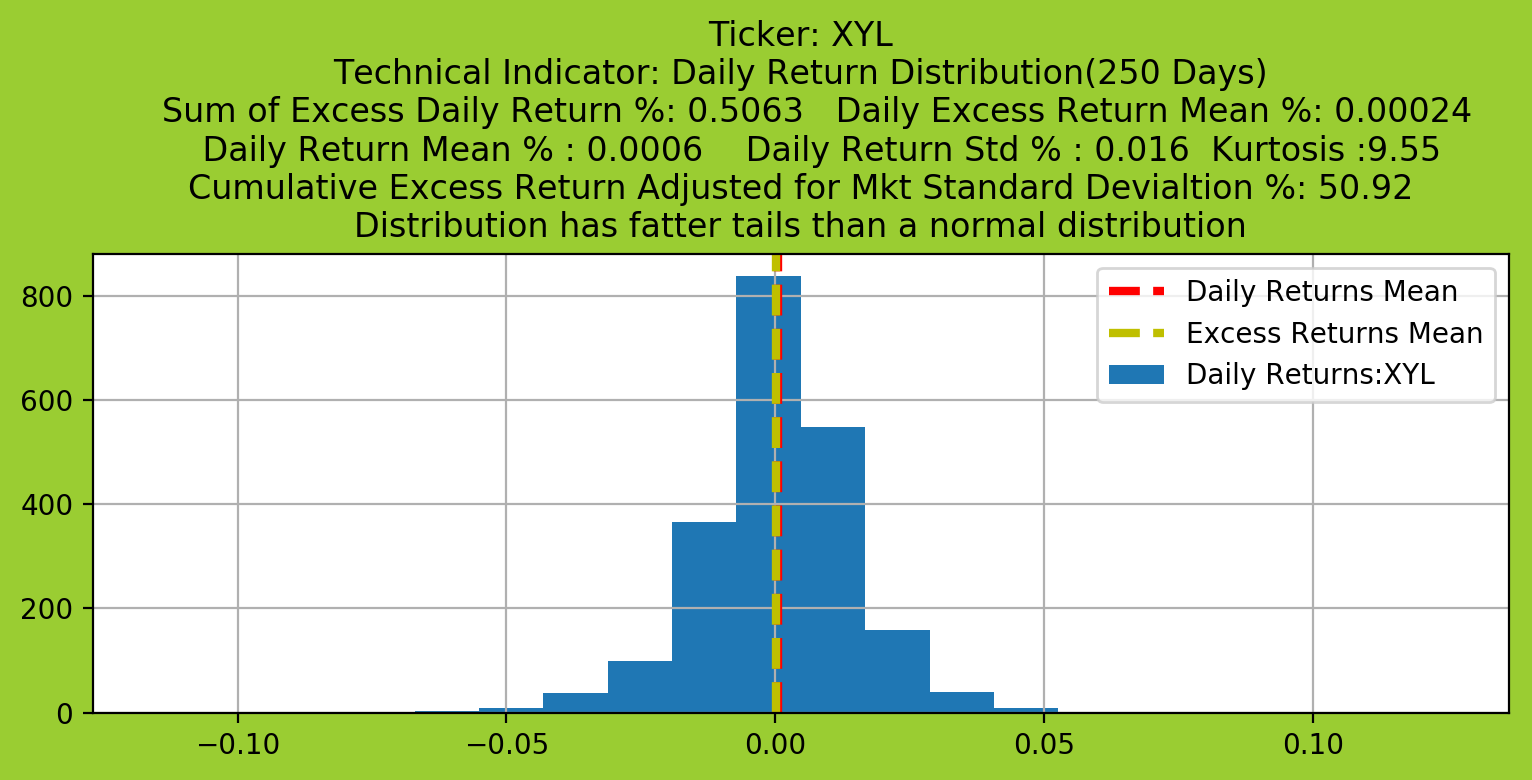 Ticker: XYL
Technical Indicator: Daily Return Distribution(250 Days)
Sum of Excess Daily Return %: 0.5063   Daily Excess Return Mean %: 0.00024
Daily Return Mean % : 0.0006    Daily Return Std % : 0.016  Kurtosis :9.55
Cumulative Excess Return Adjusted for Mkt Standard Devialtion %: 50.92
Distribution has fatter tails than a normal distribution
Daily Returns Mean
Excess Returns Mean
Daily Returns:XYL
800
600
400
200
0
−0.10 −0.05 0.00 0.05 0.10